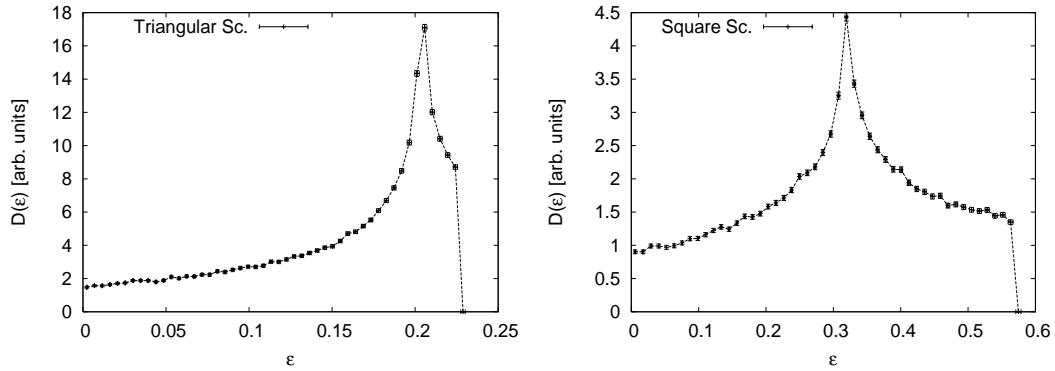 Triangular Sc.
D(ε) [arb. units]
18
16
14
12
10
8
6
4
2
0
0 0.05 0.1 0.15 0.2 0.25
ε
Square Sc.
D(ε) [arb. units]
4.5
4
3.5
3
2.5
2
1.5
1
0.5
0
0 0.1 0.2 0.3 0.4 0.5 0.6
ε